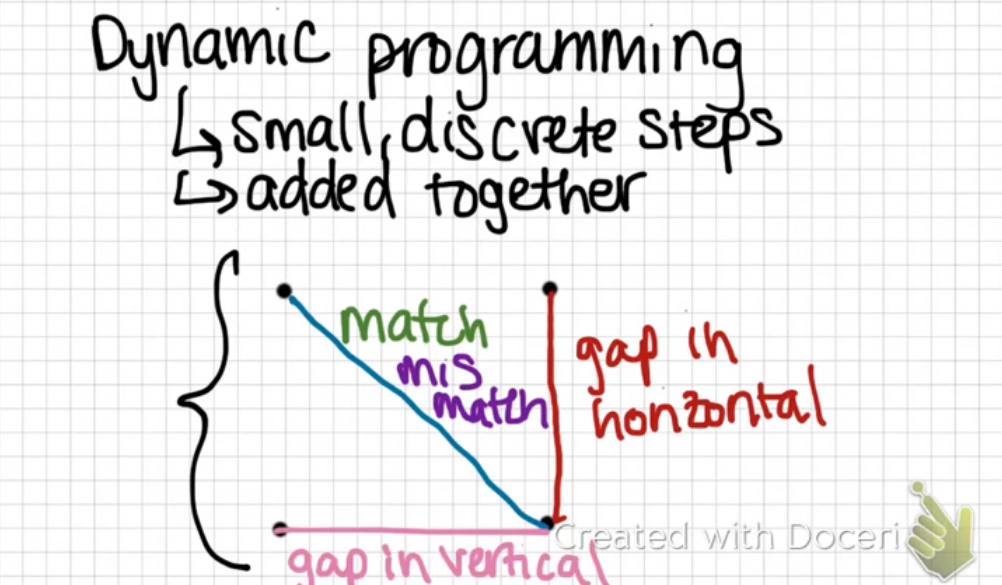 Dynamic programming
↳ small, discrete steps
↳ added together
match
mis
match
gap in
horizontal
gap in vertical
Created with Doceri